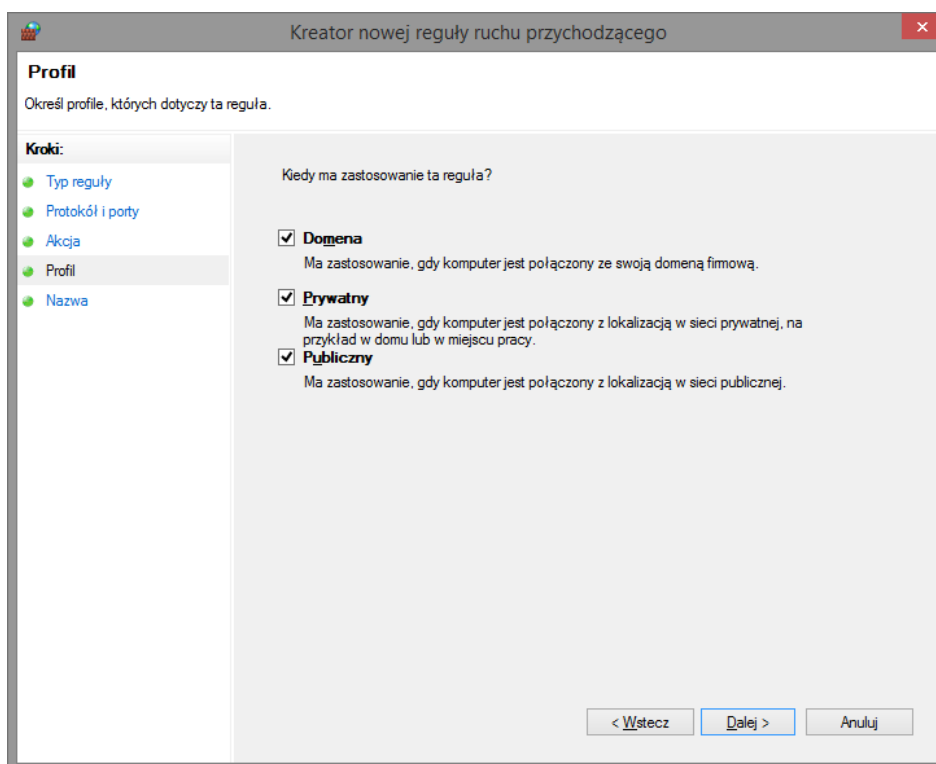 Kreator nowej reguły ruchu przychodzącego
Profil
Określ profile, których dotyczy ta reguła.
Kroki:
Typ reguły
Protokół i porty
Akcja
Profil
Nazwa
Kiedy ma zastosowanie ta reguła?
Domena
Ma zastosowanie, gdy komputer jest połączony ze swoją domeną firmową.
Prywatny
Ma zastosowanie, gdy komputer jest połączony z lokalizacją w sieci prywatnej, na
przykład w domu lub w miejscu pracy.
Publiczny
Ma zastosowanie, gdy komputer jest połączony z lokalizacją w sieci publicznej.
< Wstecz
Dalej >
Anuluj